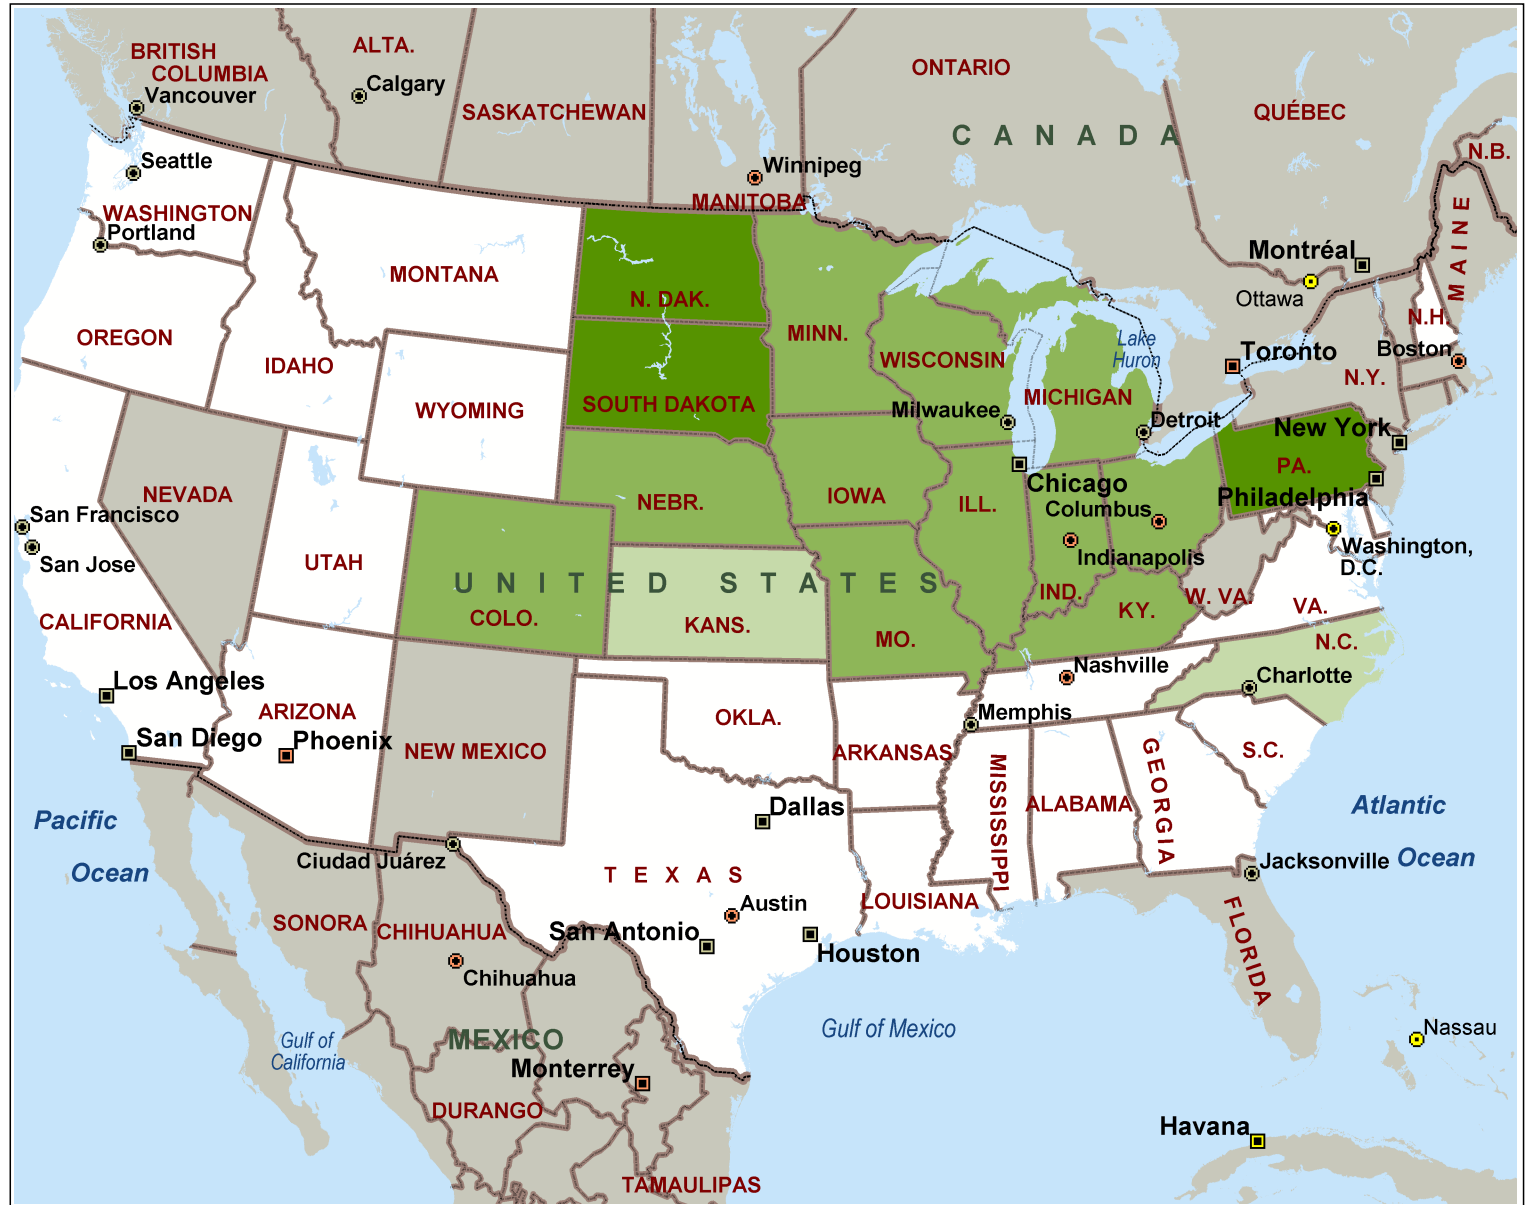 BRITISH
COLUMBIA
Vancouver
ALTA.
Calgary
SASKATCHEWAN
ONTARIO
QUÉBEC
CANADA
N.B.
Seattle
Winnipeg
MANITOBA
WASHINGTON
Portland
MAINE
Montréal
Ottawa
MONTANA
N. DAK.
MINN.
N.H.
OREGON
IDAHO
WISCONSIN
Lake
Huron
Toronto
Boston
N.Y.
WYOMING
SOUTH DAKOTA
MICHIGAN
Milwaukee
Detroit
New York
PA.
NEVADA
NEBR.
IOWA
ILL.
Chicago
Columbus
Philadelphia
San Francisco
San Jose
UTAH
Indianapolis
Washington,
D.C.
UNITED STATES
CALIFORNIA
COLO.
KANS.
MO.
IND.
KY.
W. VA.
VA.
N.C.
Nashville
Charlotte
Los Angeles
ARIZONA
OKLA.
Memphis
San Diego
Phoenix
NEW MEXICO
ARKANSAS
MISSISSIPPI
ALABAMA
GEORGIA
S.C.
Pacific
Ocean
Dallas
Atlantic
Ocean
Ciudad Juárez
TEXAS
Jacksonville
Austin
LOUISIANA
FLORIDA
SONORA
CHIHUAHUA
San Antonio
Houston
Chihuahua
Gulf of
California
MEXICO
Gulf of Mexico
Nassau
Monterrey
DURANGO
Havana
TAMAULIPAS